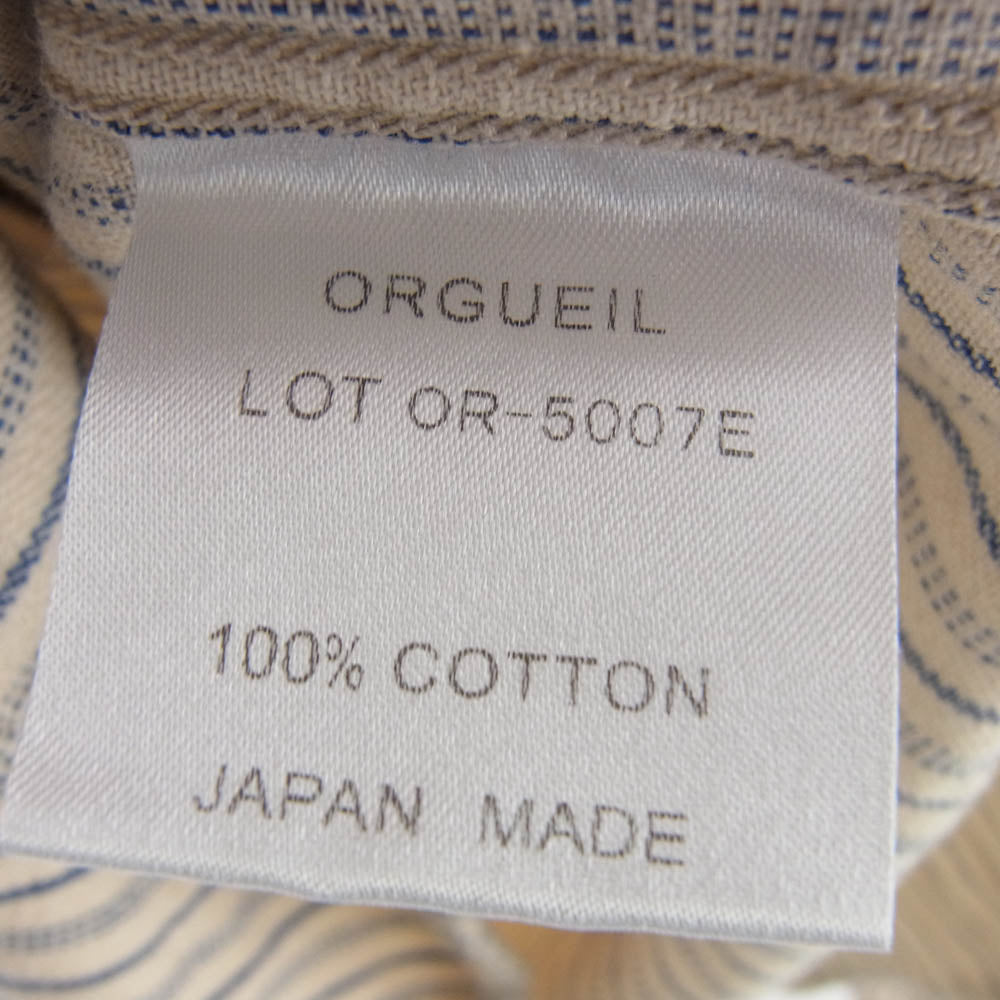 ORGUEIL
LOT OR-5007E
100% COTTON
JAPAN MADE